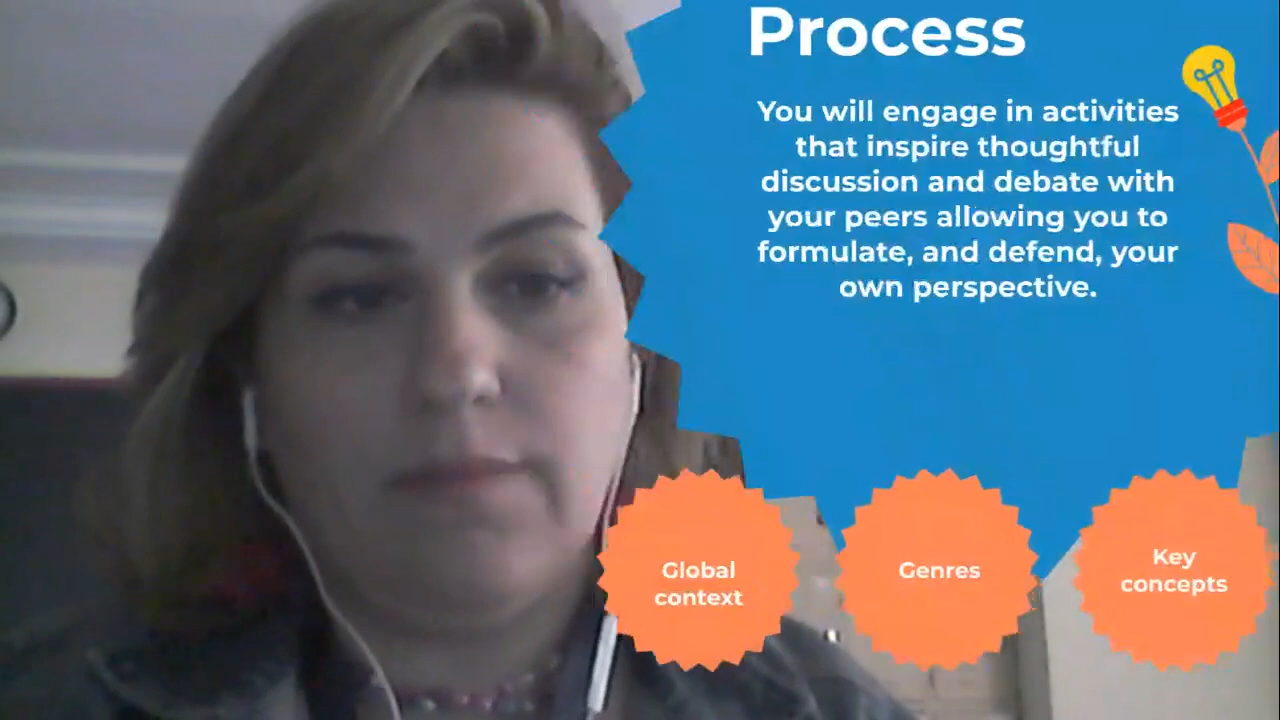 Process
You will engage in activities
that inspire thoughtful
discussion and debate with
your peers allowing you to
formulate, and defend, your
own perspective.
Global
context
Genres
Key
concepts